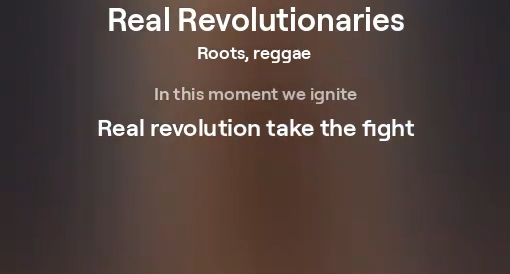 Real Revolutionaries
Roots, reggae
In this moment we ignite
Real revolution take the fight